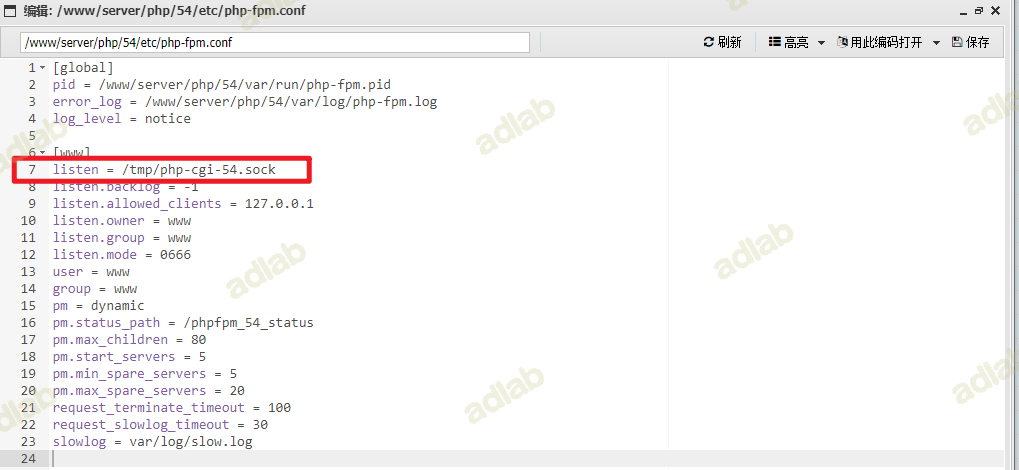 编辑: /www/server/php/54/etc/php-fpm.conf
/www/server/php/54/etc/php-fpm.conf 刷新 高亮 用此编码打开 保存
1 [global]
2 pid = /www/server/php/54/var/run/php-fpm.pid
3 error_log = /www/server/php/54/var/log/php-fpm.log
4 log_level = notice
5
6 [www]
7 listen = /tmp/php-cgi-54.sock
8 listen.backlog = -1
9 listen.allowed_clients = 127.0.0.1
10 listen.owner = www
11 listen.group = www
12 listen.mode = 0666
13 user = www
14 group = www
15 pm = dynamic
16 pm.status_path = /phpfpm_54_status
17 pm.max_children = 80
18 pm.start_servers = 5
19 pm.min_spare_servers = 5
20 pm.max_spare_servers = 20
21 request_terminate_timeout = 100
22 request_slowlog_timeout = 30
23 slowlog = var/log/slow.log
24
adlab
adlab
adlab
adlab
adlab
adlab